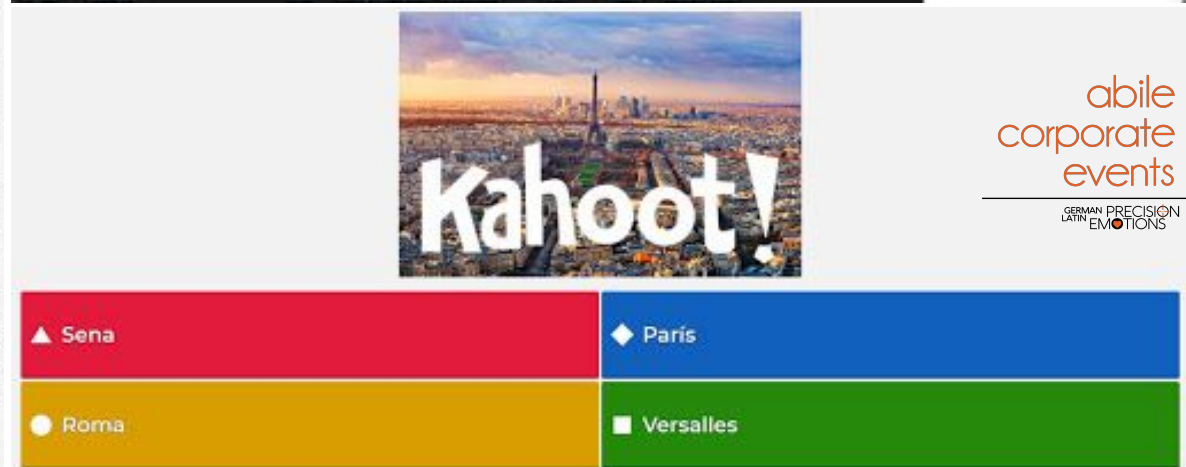 Kahoot!
abile
corporate
events
GERMAN PRECISION
LATIN EMOTIONS
Sena
París
Roma
Versalles